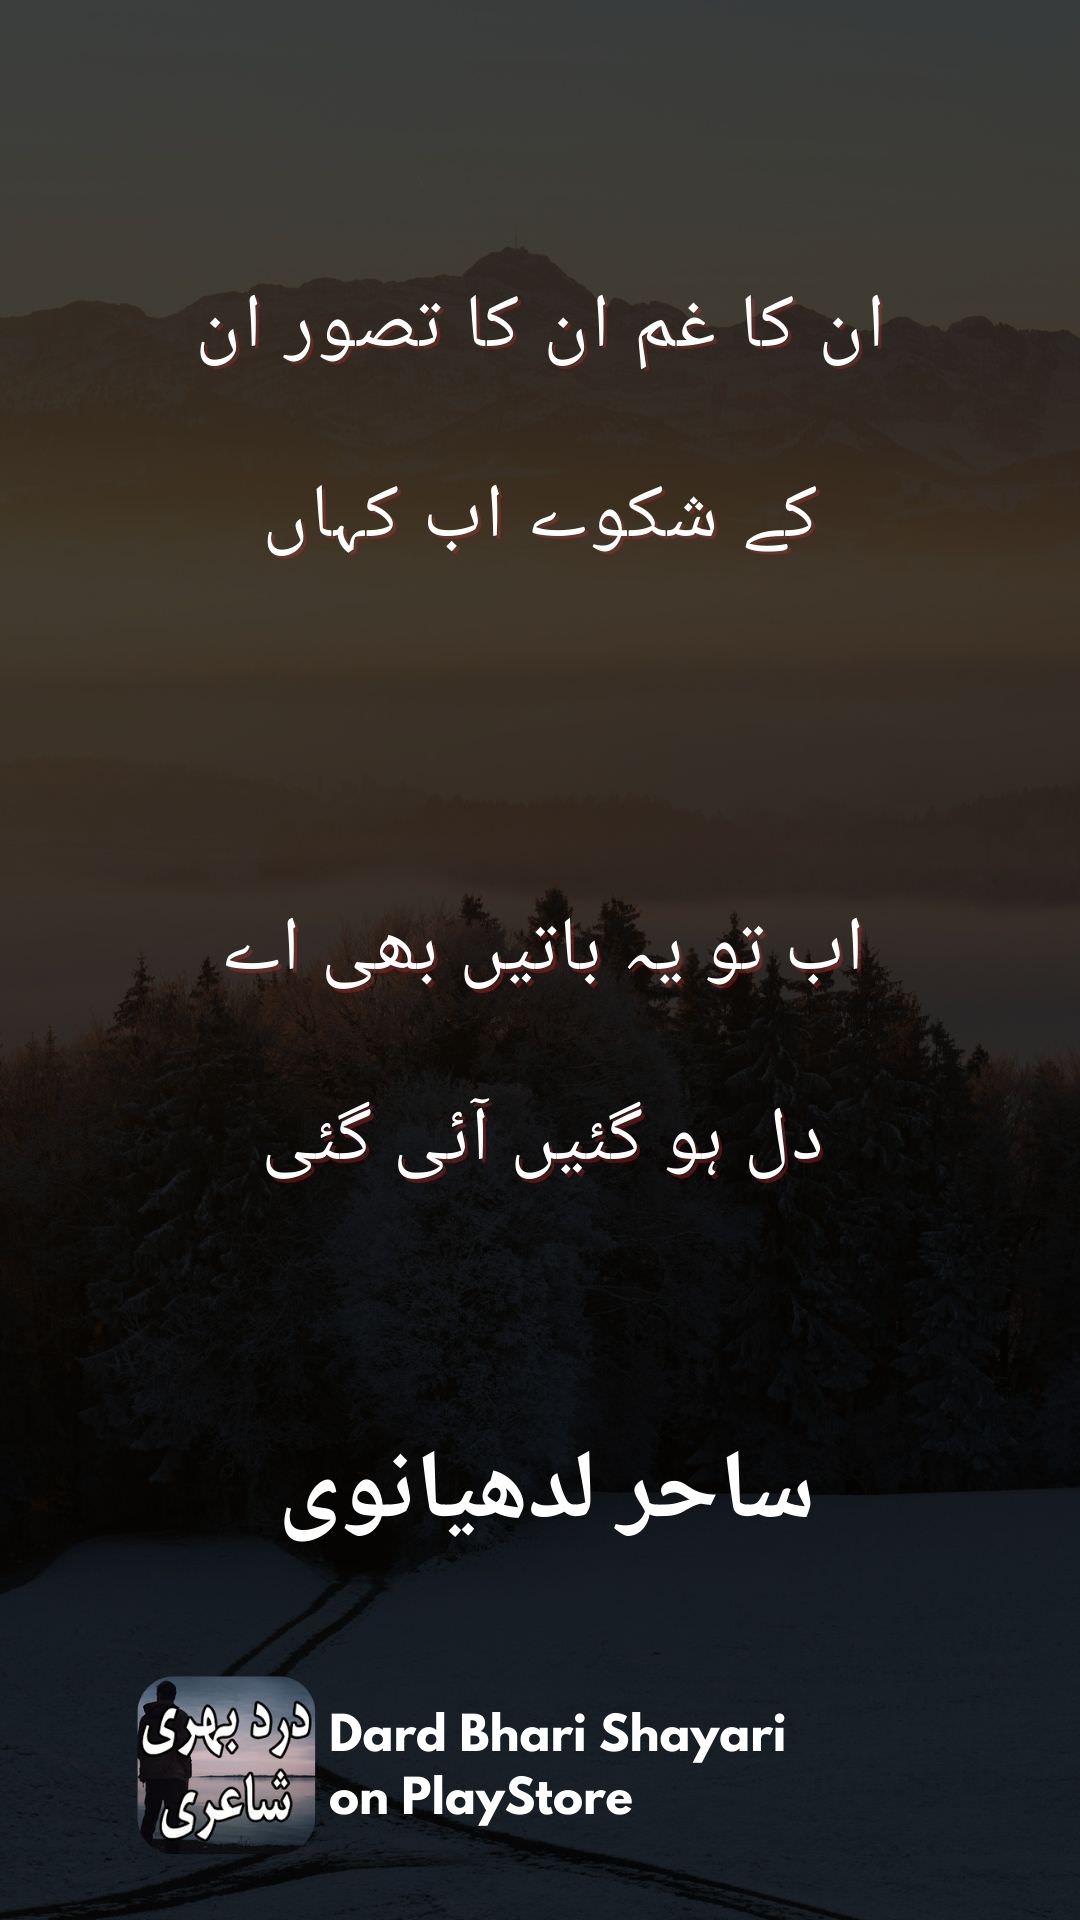 ان کا غم ان کا تصور ان
کے شکوے اب کہاں
اب تو یہ باتیں بھی اے
دل ہو گئیں آئی گئی
ساحر لدھیانوی
درد بھری
شاعری
Dard Bhari Shayari
on PlayStore